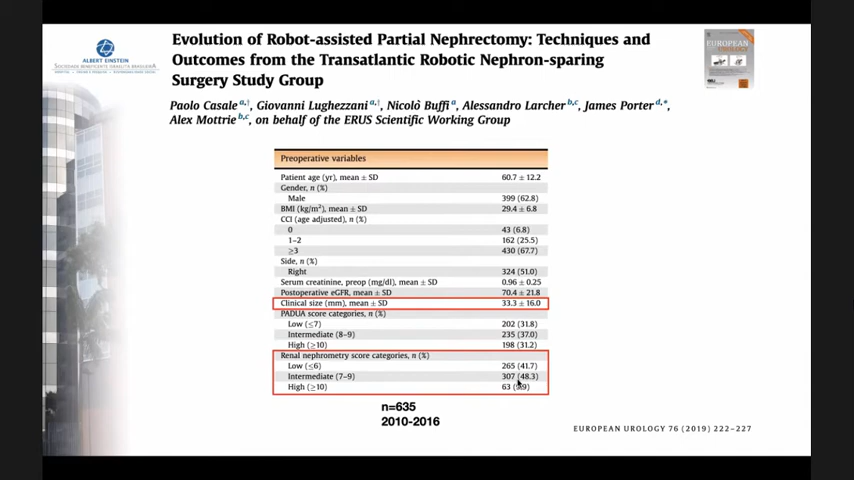 Evolution of Robot-assisted Partial Nephrectomy: Techniques and
Outcomes from the Transatlantic Robotic Nephron-sparing
Surgery Study Group
ALBERT EINSTEIN
SOCIEDADE BENEFICENTE ISRAELITA BRASILEIRA
EUROPEAN
UROLOGY
Paolo Casale a,†, Giovanni Lughezzani a,†, Nicolò Buffi a, Alessandro Larcher b,c, James Porter d,*,
Alex Mottrie b,c, on behalf of the ERUS Scientific Working Group
Preoperative variables
Patient age (yr), mean ± SD 60.7 ± 12.2
Gender, n (%)
Male 399 (62.8)
BMI (kg/m²), mean ± SD 29.4 ± 6.8
CCI (age adjusted), n (%)
0 43 (6.8)
1–2 162 (25.5)
≥3 430 (67.7)
Side, n (%)
Right 324 (51.0)
Serum creatinine, preop (mg/dl), mean ± SD 0.96 ± 0.25
Postoperative eGFR, mean ± SD 70.4 ± 21.8
Clinical size (mm), mean ± SD 33.3 ± 16.0
PADUA score categories, n (%)
Low (≤7) 202 (31.8)
Intermediate (8–9) 235 (37.0)
High (≥10) 198 (31.2)
Renal nephrometry score categories, n (%)
Low (≤6) 265 (41.7)
Intermediate (7–9) 307 (48.3)
High (≥10) 63
n=635
2010-2016
EUROPEAN UROLOGY 76 (2019) 222–227